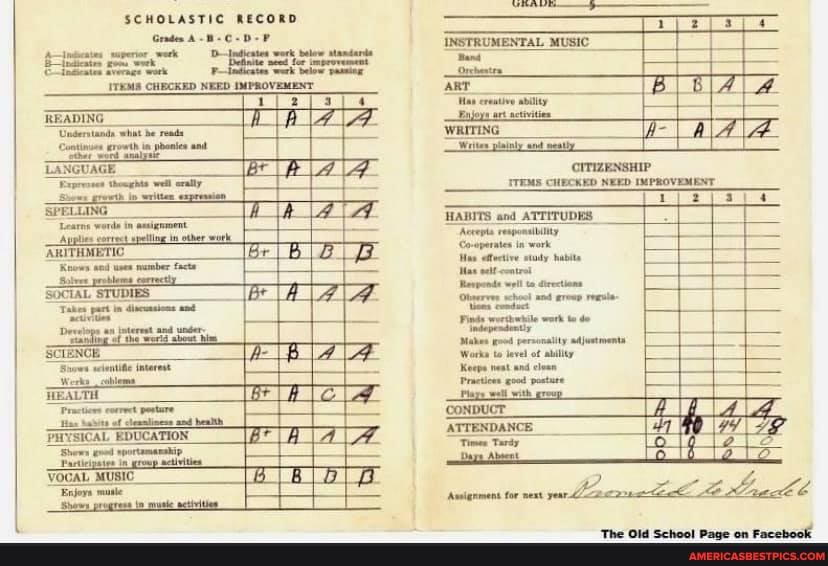 SCHOLASTIC RECORD
Grades A - B - C - D - F
A—Indicates superior work
B—Indicates good work
C—Indicates average work
D—Indicates work below standards
Definite need for improvement
F—Indicates work below passing
ITEMS CHECKED NEED IMPROVEMENT
1 2 3 4
READING A A A A
Understands what he reads
Continues growth in phonics and
other word analysis
LANGUAGE B+ A A A
Expresses thoughts well orally
Shows growth in written expression
SPELLING A A A A
Learns words in assignment
Applies correct spelling in other work
ARITHMETIC B+ B B B
Knows and uses number facts
Solves problems correctly
SOCIAL STUDIES B+ A A A
Takes part in discussions and
activities
Develops an interest and under-
standing of the world about him
SCIENCE A- B A A
Shows scientific interest
Works
HEALTH B+ A C A
Practices correct posture
Has habits of cleanliness and health
PHYSICAL EDUCATION B+ A A A
Shows good sportsmanship
Participates in group activities
VOCAL MUSIC B B B B
Enjoys music
Shows progress in music activities
GRADE 5
1 2 3 4
INSTRUMENTAL MUSIC
Band
Orchestra
ART B B A A
Has creative ability
Enjoys art activities
WRITING A- A A A
Writes plainly and neatly
CITIZENSHIP
ITEMS CHECKED NEED IMPROVEMENT
1 2 3 4
HABITS and ATTITUDES
Accepts responsibility
Co-operates in work
Has effective study habits
Has self-control
Responds well to directions
Observes school and group regula-
tions conduct
Finds worthwhile work to do
independently
Makes good personality adjustments
Works to level of ability
Keeps neat and clean
Practices good posture
Plays well with group
CONDUCT A A A A
ATTENDANCE 47 40 44 48
Times Tardy 0 0 0 0
Days Absent 0 0 0 0
Assignment for next year Promoted to Grade 6
The Old School Page on Facebook
AMERICASBESTPICS.COM